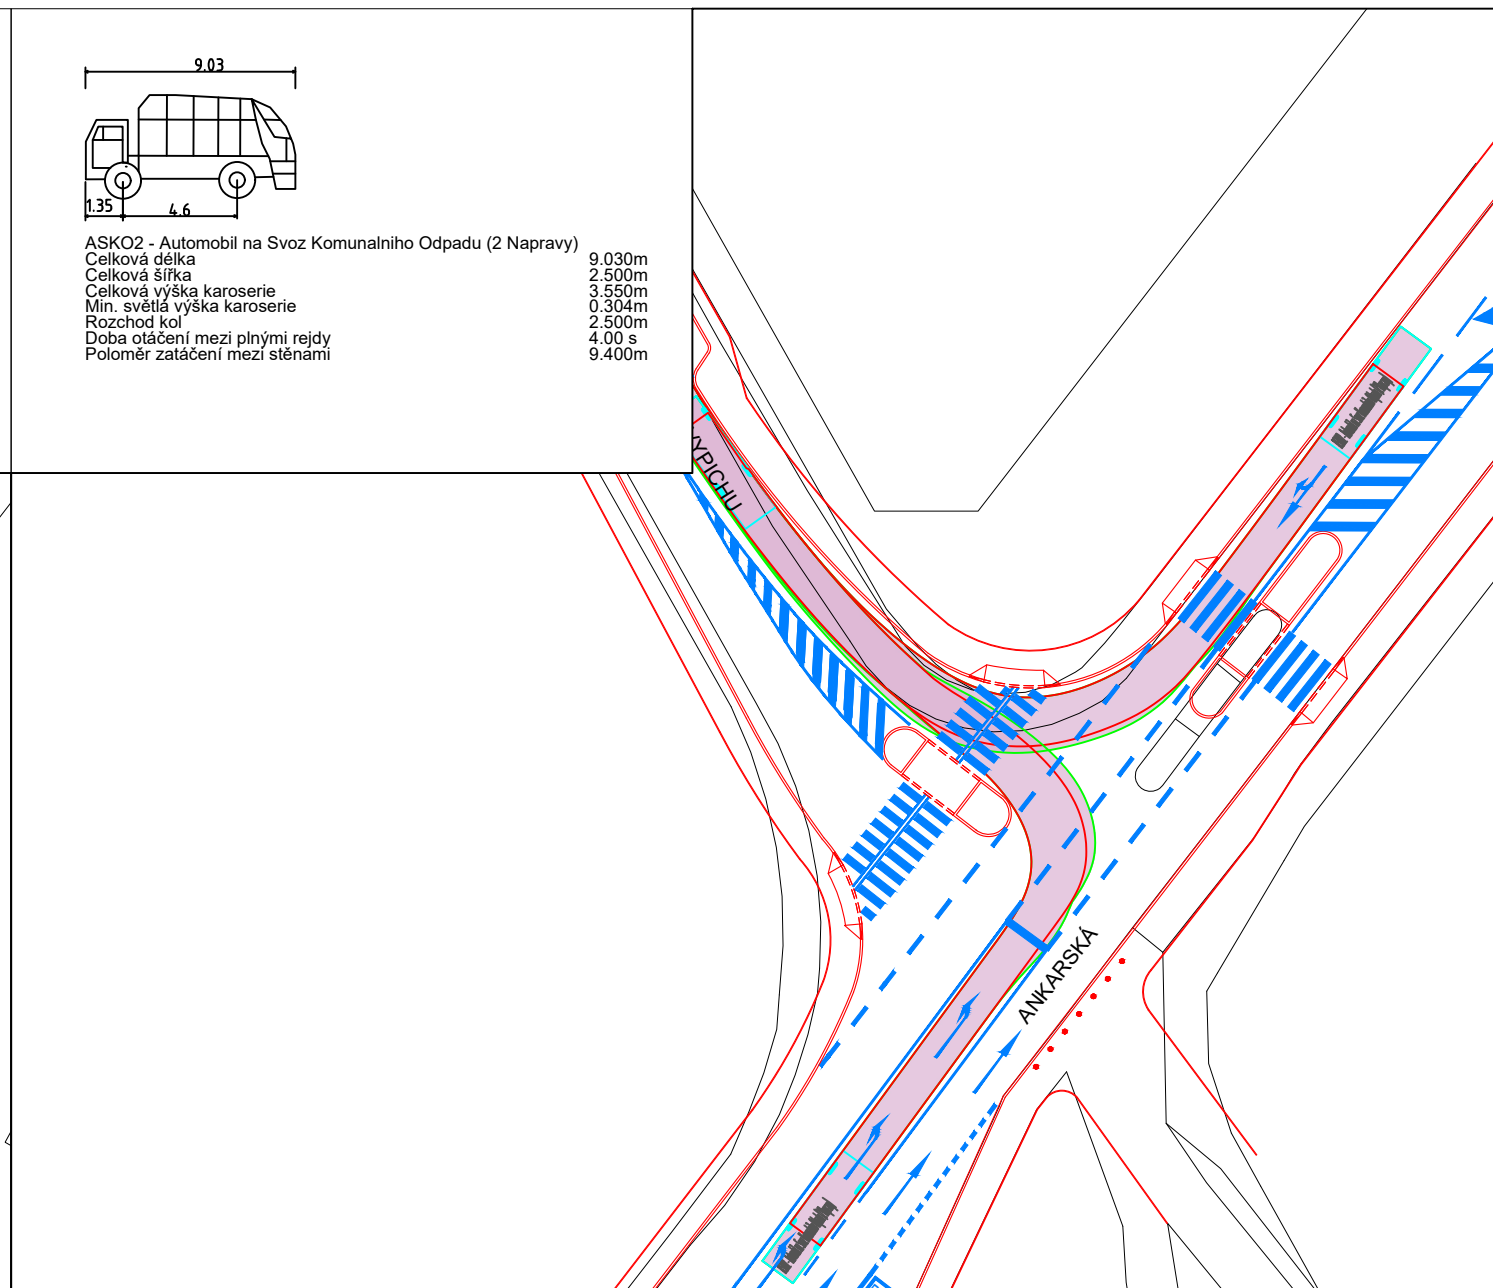 9.03
1.35
4.6
ASKO2 - Automobil na Svoz Komunalniho Odpadu (2 Napravy)
Celková délka 9.030m
Celková šířka 2.500m
Celková výška karoserie 3.550m
Min. světlá výška karoserie 0.304m
Rozchod kol 2.500m
Doba otáčení mezi plnými rejdy 4.00 s
Poloměr zatáčení mezi stěnami 9.400m
VYPICHU
ANKARSKÁ